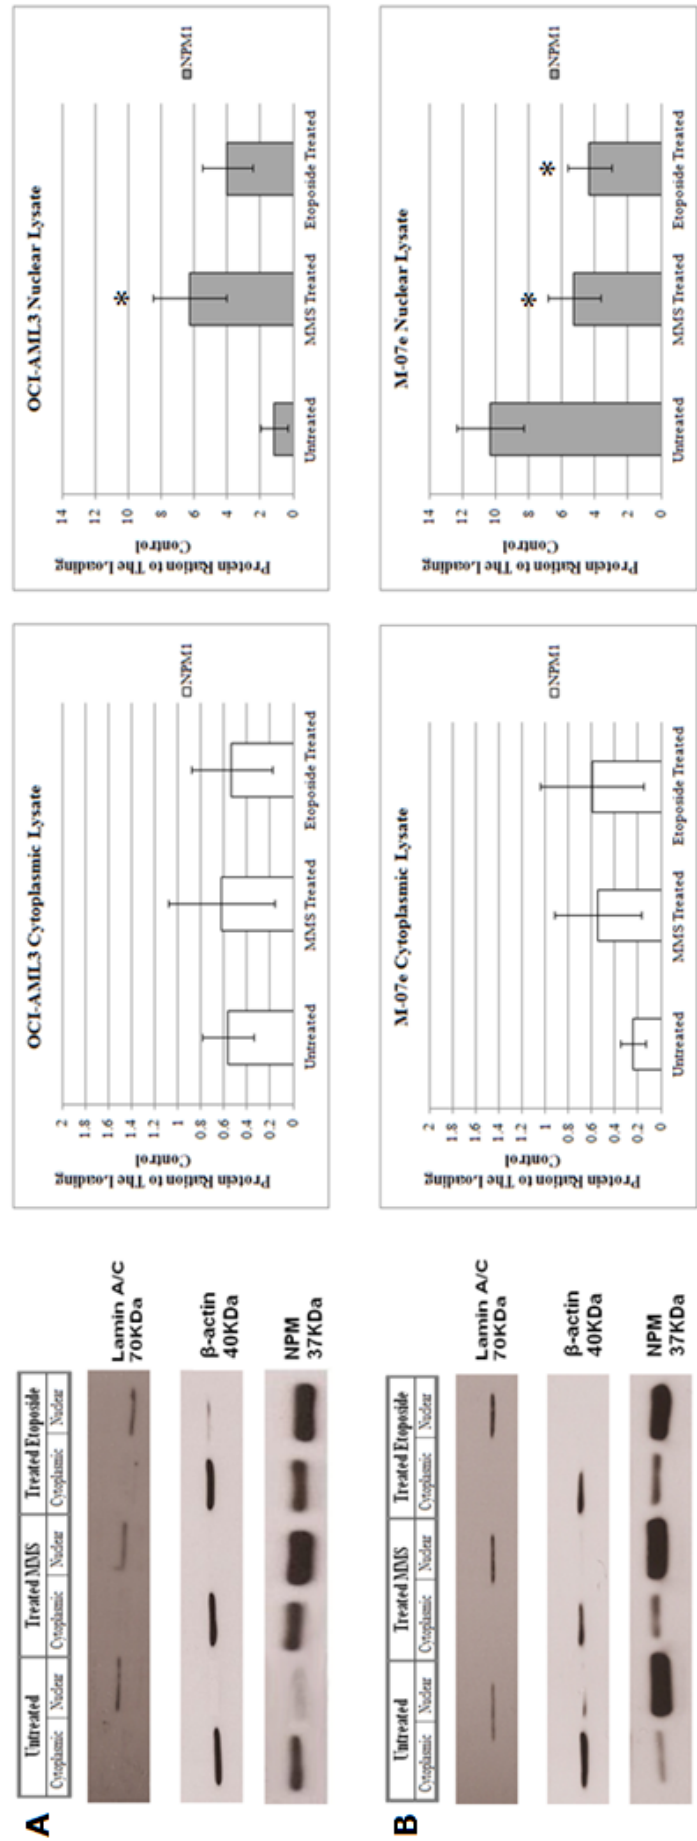 A
Untreated Treated MMS Treated Etoposide
Cytoplasmic Nuclear Cytoplasmic Nuclear Cytoplasmic Nuclear
Lamin A/C
70KDa
β-actin
40KDa
NPM
37KDa
OCI-AML3 Cytoplasmic Lysate
Protein Ration to The Loading
Control
2
1.8
1.6
1.4
1.2
1
0.8
0.6
0.4
0.2
0
Untreated MMS Treated Etoposide Treated
NPM1
OCI-AML3 Nuclear Lysate
Protein Ration to The Loading
Control
14
12
10
8
6
4
2
0
*
Untreated MMS Treated Etoposide Treated
NPM1
B
Untreated Treated MMS Treated Etoposide
Cytoplasmic Nuclear Cytoplasmic Nuclear Cytoplasmic Nuclear
Lamin A/C
70KDa
β-actin
40KDa
NPM
37KDa
M-07e Cytoplasmic Lysate
Protein Ration to The Loading
Control
2
1.8
1.6
1.4
1.2
1
0.8
0.6
0.4
0.2
0
Untreated MMS Treated Etoposide Treated
NPM1
M-07e Nuclear Lysate
Protein Ration to The Loading
Control
14
12
10
8
6
4
2
0
* *
Untreated MMS Treated Etoposide Treated
NPM1